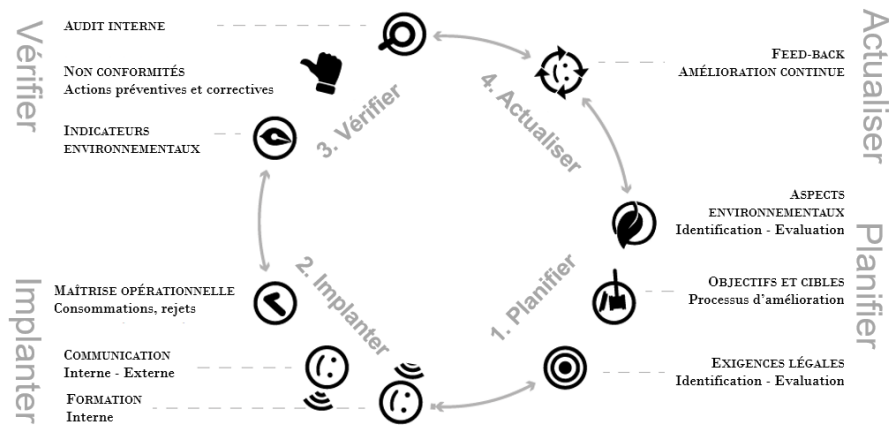 Vérifier
AUDIT INTERNE
NON CONFORMITÉS
Actions préventives et correctives
INDICATEURS
ENVIRONNEMENTAUX
3. Vérifier
Actualiser
FEED-BACK
AMÉLIORATION CONTINUE
4. Actualiser
Planifier
ASPECTS
ENVIRONNEMENTAUX
Identification - Evaluation
OBJECTIFS ET CIBLES
Processus d'amélioration
EXIGENCES LÉGALES
Identification - Evaluation
1. Planifier
Implanter
MAÎTRISE OPÉRATIONNELLE
Consommations, rejets
COMMUNICATION
Interne - Externe
FORMATION
Interne
2. Implanter